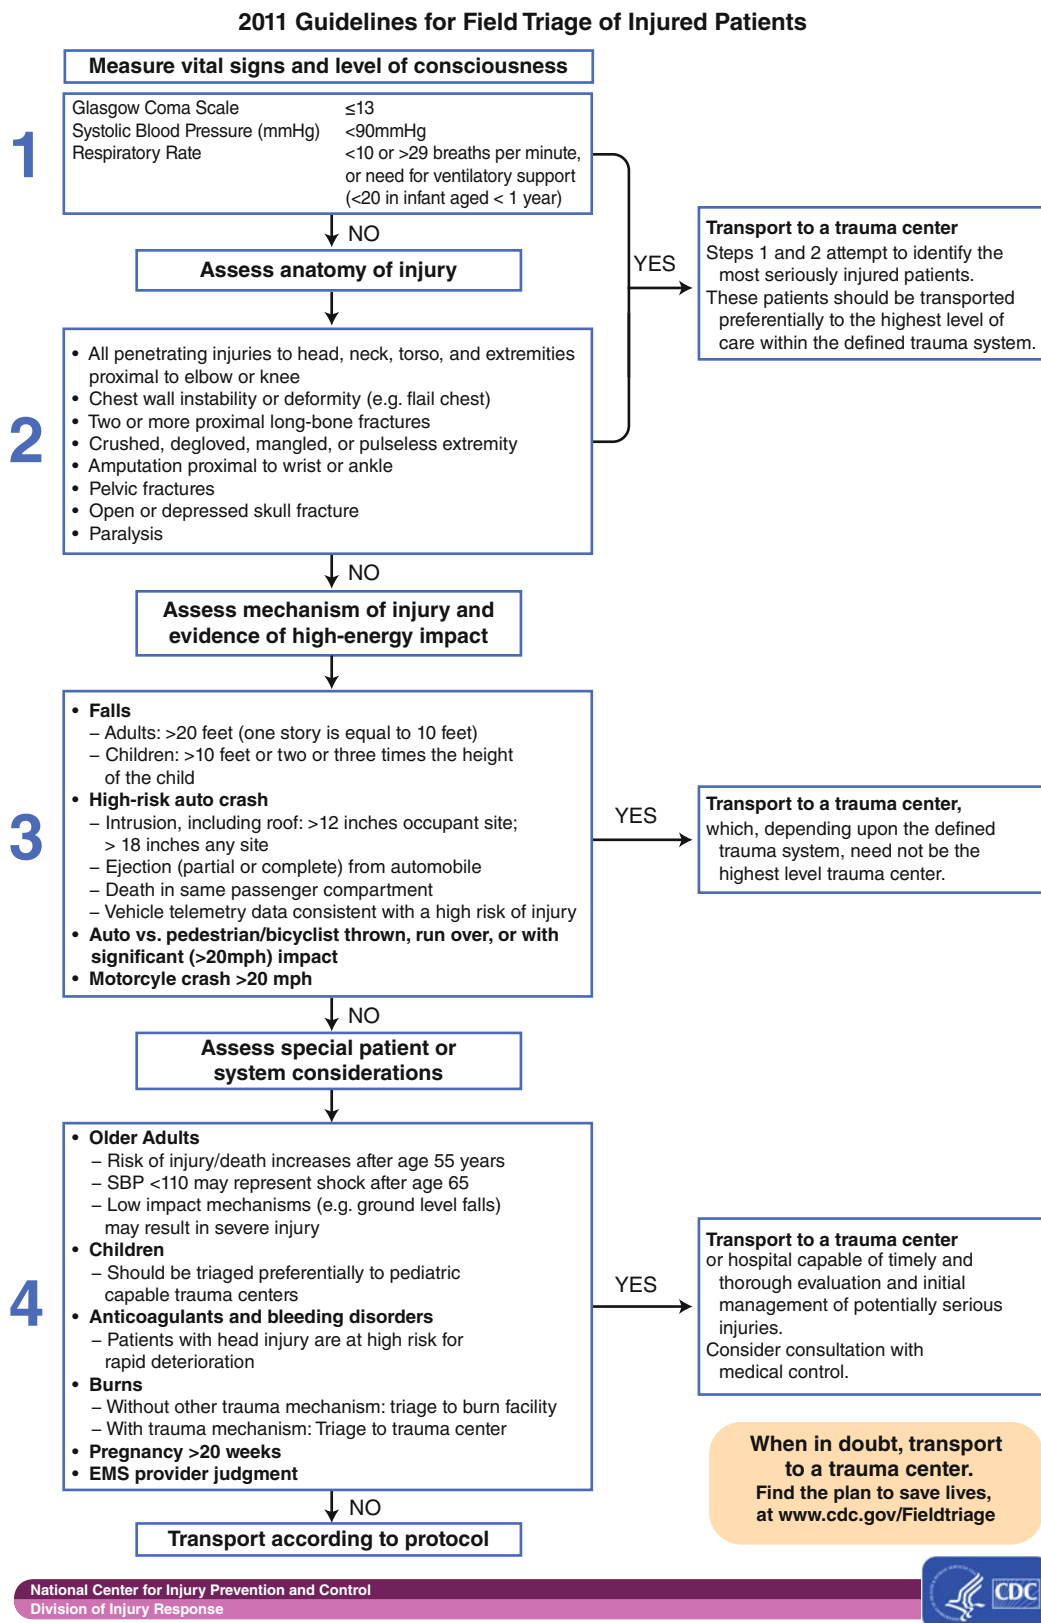 2011 Guidelines for Field Triage of Injured Patients
Measure vital signs and level of consciousness
1
Glasgow Coma Scale ≤13
Systolic Blood Pressure (mmHg) <90mmHg
Respiratory Rate <10 or >29 breaths per minute,
or need for ventilatory support
(<20 in infant aged < 1 year)
NO
YES
Transport to a trauma center
Steps 1 and 2 attempt to identify the
most seriously injured patients.
These patients should be transported
preferentially to the highest level of
care within the defined trauma system.
Assess anatomy of injury
2
• All penetrating injuries to head, neck, torso, and extremities
proximal to elbow or knee
• Chest wall instability or deformity (e.g. flail chest)
• Two or more proximal long-bone fractures
• Crushed, degloved, mangled, or pulseless extremity
• Amputation proximal to wrist or ankle
• Pelvic fractures
• Open or depressed skull fracture
• Paralysis
NO
Assess mechanism of injury and
evidence of high-energy impact
3
• Falls
– Adults: >20 feet (one story is equal to 10 feet)
– Children: >10 feet or two or three times the height
of the child
• High-risk auto crash
– Intrusion, including roof: >12 inches occupant site;
> 18 inches any site
– Ejection (partial or complete) from automobile
– Death in same passenger compartment
– Vehicle telemetry data consistent with a high risk of injury
• Auto vs. pedestrian/bicyclist thrown, run over, or with
significant (>20mph) impact
• Motorcyle crash >20 mph
YES
Transport to a trauma center,
which, depending upon the defined
trauma system, need not be the
highest level trauma center.
NO
Assess special patient or
system considerations
4
• Older Adults
– Risk of injury/death increases after age 55 years
– SBP <110 may represent shock after age 65
– Low impact mechanisms (e.g. ground level falls)
may result in severe injury
• Children
– Should be triaged preferentially to pediatric
capable trauma centers
• Anticoagulants and bleeding disorders
– Patients with head injury are at high risk for
rapid deterioration
• Burns
– Without other trauma mechanism: triage to burn facility
– With trauma mechanism: Triage to trauma center
• Pregnancy >20 weeks
• EMS provider judgment
YES
Transport to a trauma center
or hospital capable of timely and
thorough evaluation and initial
management of potentially serious
injuries.
Consider consultation with
medical control.
NO
Transport according to protocol
When in doubt, transport
to a trauma center.
Find the plan to save lives,
at www.cdc.gov/Fieldtriage
National Center for Injury Prevention and Control
Division of Injury Response
CDC